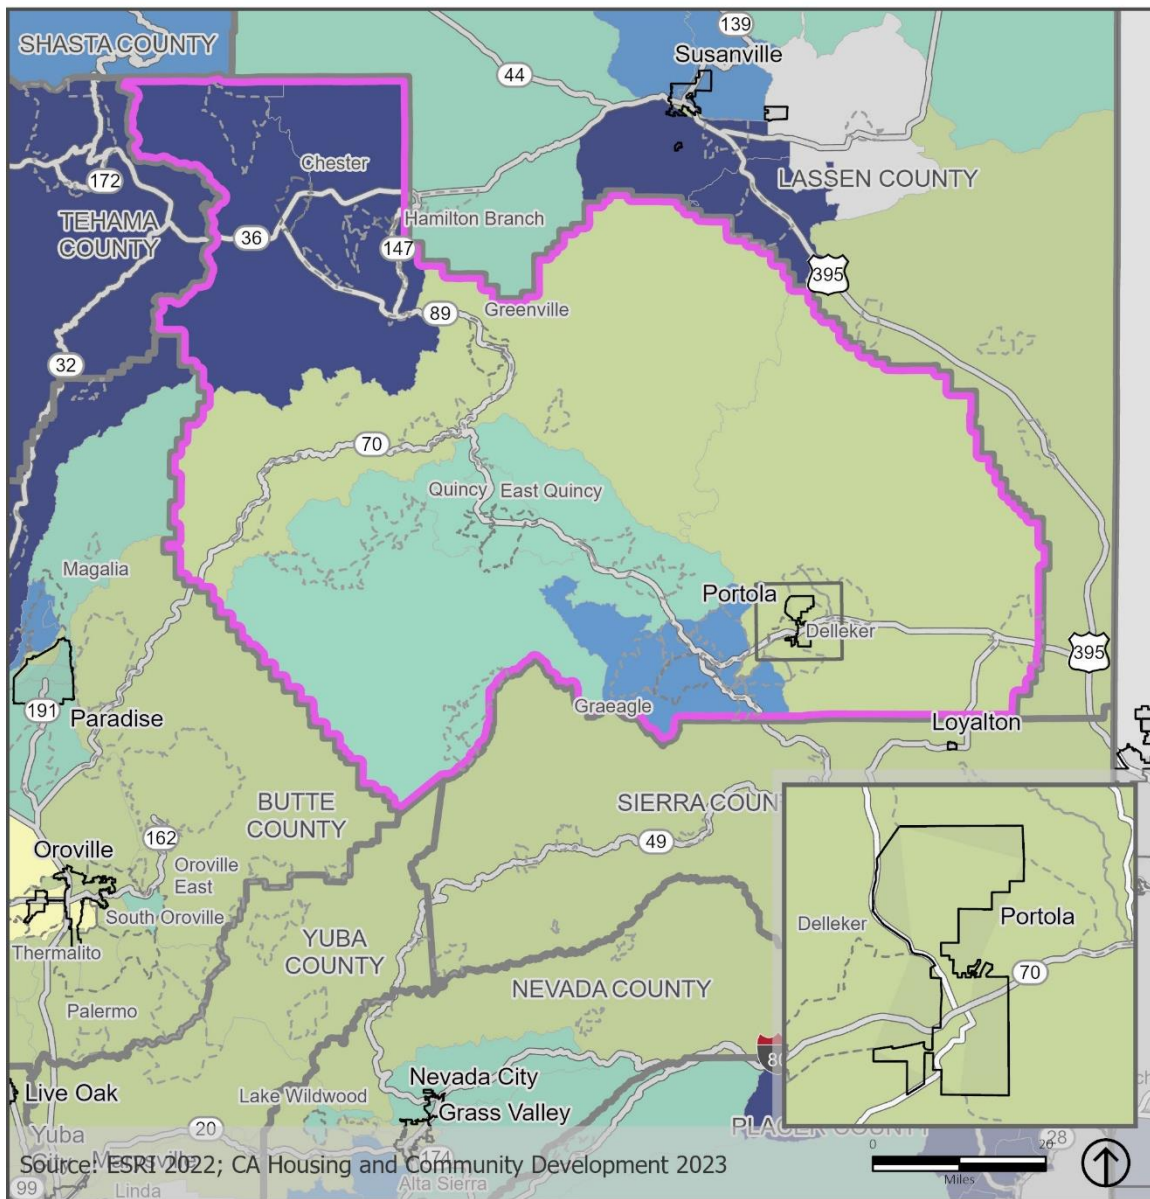 139
SHASTA COUNTY
Susanville
44
Chester
172
LASSEN COUNTY
TEHAMA
COUNTY
Hamilton Branch
36
147
395
Greenville
89
32
70
Quincy
East Quincy
Magalia
Portola
Delleker
395
191
Paradise
Graeagle
Loyalton
BUTTE
COUNTY
SIERRA COUN
162
49
Oroville
Oroville
East
South Oroville
YUBA
COUNTY
Thermalito
NEVADA COUNTY
Palermo
Delleker
Portola
70
80
Nevada City
Live Oak
Lake Wildwood
Grass Valley
PLACER COUNTY
Yuba
City
Marysville
20
0
20
28
Source: ESRI 2022; CA Housing and Community Development 2023
174
Miles
99
Linda
Alta Sierra